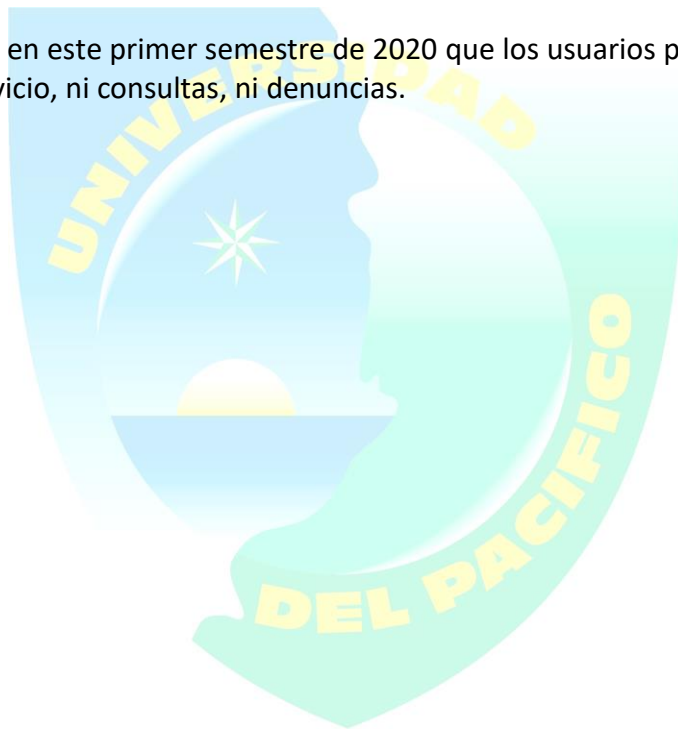 en este primer semestre de 2020 que los usuarios p
vicio, ni consultas, ni denuncias.
UNIVERSIDAD
DEL PACIFICO